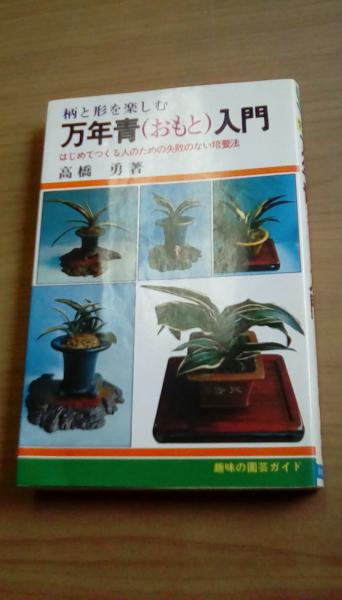 柄と形を楽しむ
万年青(おもと)入門
はじめてつくる人のための失敗のない培養法
高橋 勇著
趣味の園芸ガイド